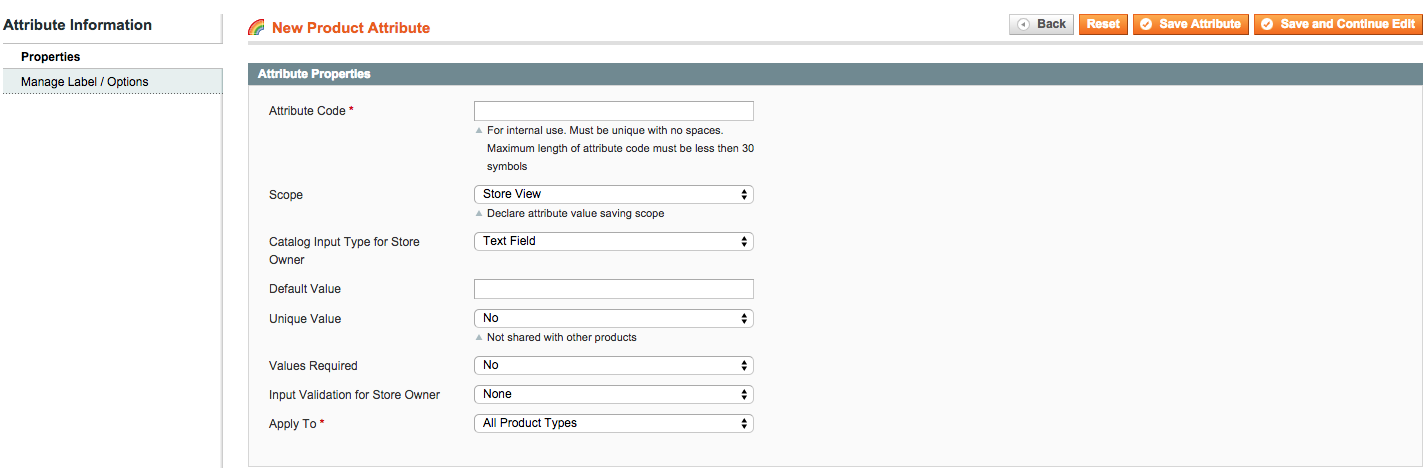 Attribute Information
Properties
Manage Label / Options
New Product Attribute
Back
Reset
Save Attribute
Save and Continue Edit
Attribute Properties
Attribute Code *
For internal use. Must be unique with no spaces.
Maximum length of attribute code must be less then 30
symbols
Scope
Store View
Declare attribute value saving scope
Catalog Input Type for Store
Owner
Text Field
Default Value
Unique Value
No
Not shared with other products
Values Required
No
Input Validation for Store Owner
None
Apply To *
All Product Types